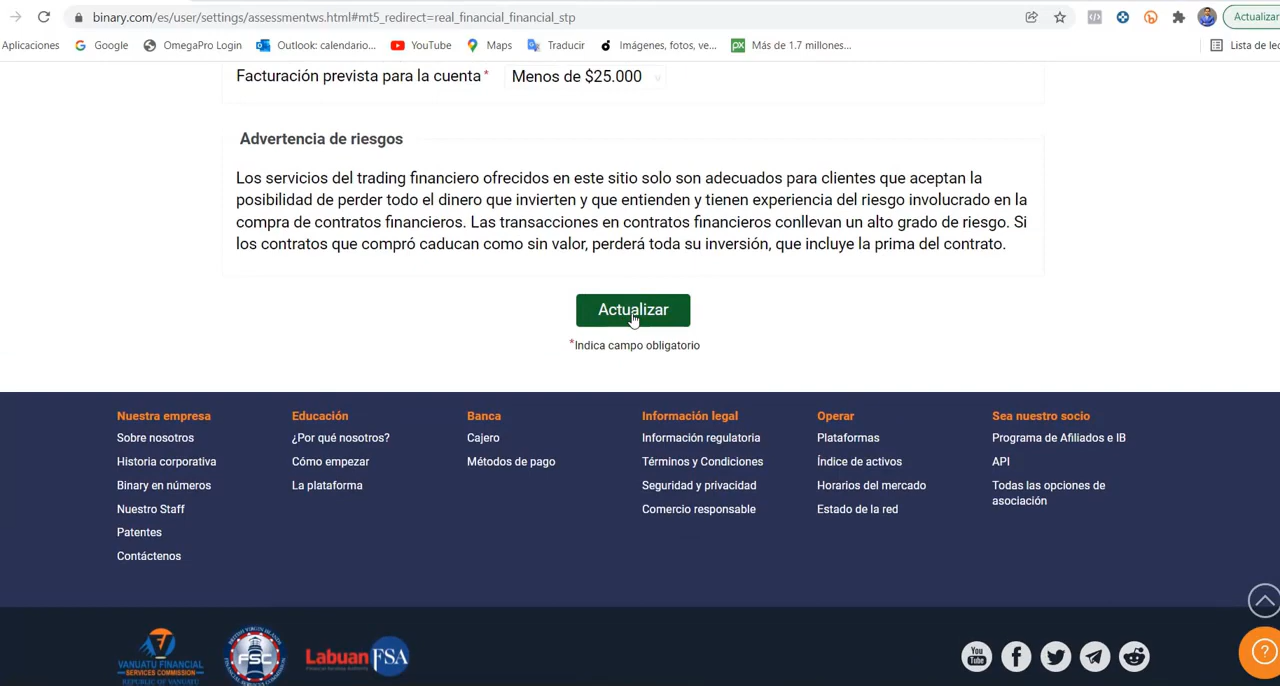 binary.com/es/user/settings/assessmentws.html#mt5_redirect=real_financial_financial_stp
Actualizar
Aplicaciones Google OmegaPro Login Outlook: calendario... YouTube Maps Traducir Imágenes, fotos, ve... px Más de 1.7 millones... Lista de lec
Facturación prevista para la cuenta* Menos de $25.000
Advertencia de riesgos
Los servicios del trading financiero ofrecidos en este sitio solo son adecuados para clientes que aceptan la
posibilidad de perder todo el dinero que invierten y que entienden y tienen experiencia del riesgo involucrado en la
compra de contratos financieros. Las transacciones en contratos financieros conllevan un alto grado de riesgo. Si
los contratos que compró caducan como sin valor, perderá toda su inversión, que incluye la prima del contrato.
Actualizar
*Indica campo obligatorio
Nuestra empresa Educación Banca Información legal Operar Sea nuestro socio
Sobre nosotros ¿Por qué nosotros? Cajero Información regulatoria Plataformas Programa de Afiliados e IB
Historia corporativa Cómo empezar Métodos de pago Términos y Condiciones Índice de activos API
Binary en números La plataforma Seguridad y privacidad Horarios del mercado Todas las opciones de
asociación
Nuestro Staff Comercio responsable Estado de la red
Patentes
Contáctenos
VANUATU FINANCIAL
SERVICES COMMISSION
REPUBLIC OF VANUATU
FSC
Labuan FSA
You
Tube